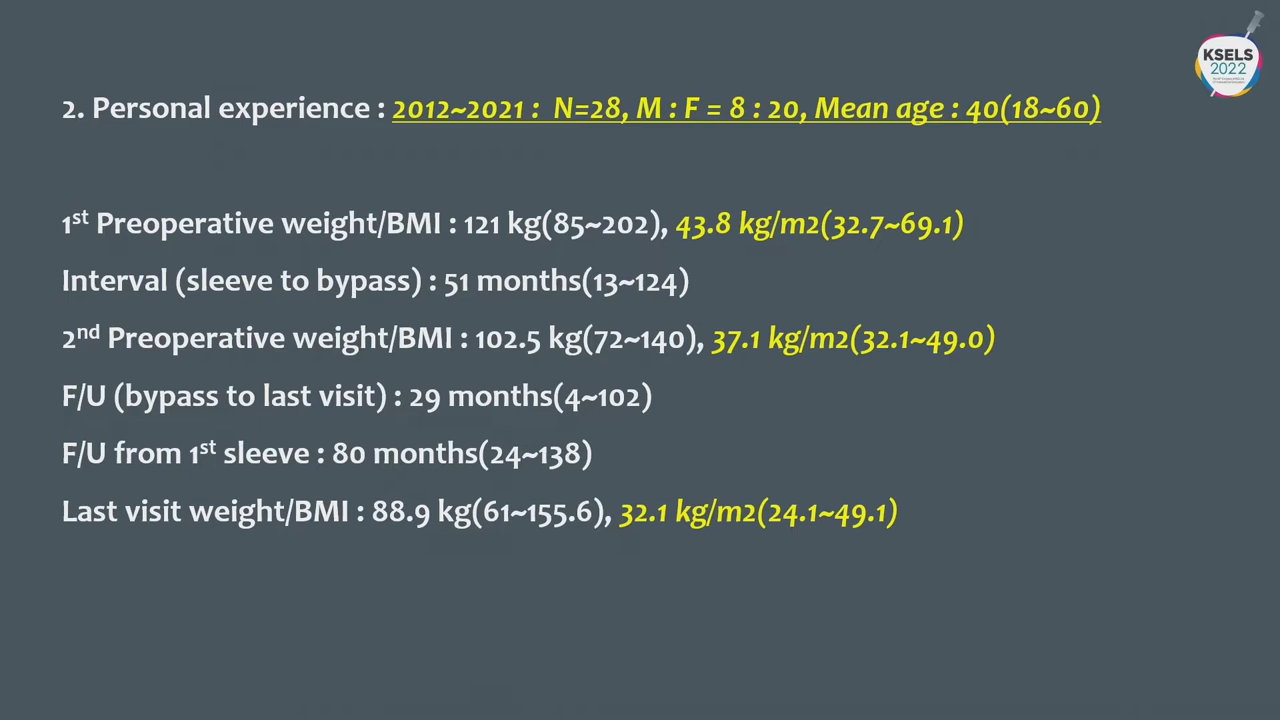 KSELS
2022
2. Personal experience : 2012~2021 : N=28, M : F = 8 : 20, Mean age : 40(18~60)
1st Preoperative weight/BMI : 121 kg(85~202), 43.8 kg/m2(32.7~69.1)
Interval (sleeve to bypass) : 51 months(13~124)
2nd Preoperative weight/BMI : 102.5 kg(72~140), 37.1 kg/m2(32.1~49.0)
F/U (bypass to last visit) : 29 months(4~102)
F/U from 1st sleeve : 80 months(24~138)
Last visit weight/BMI : 88.9 kg(61~155.6), 32.1 kg/m2(24.1~49.1)